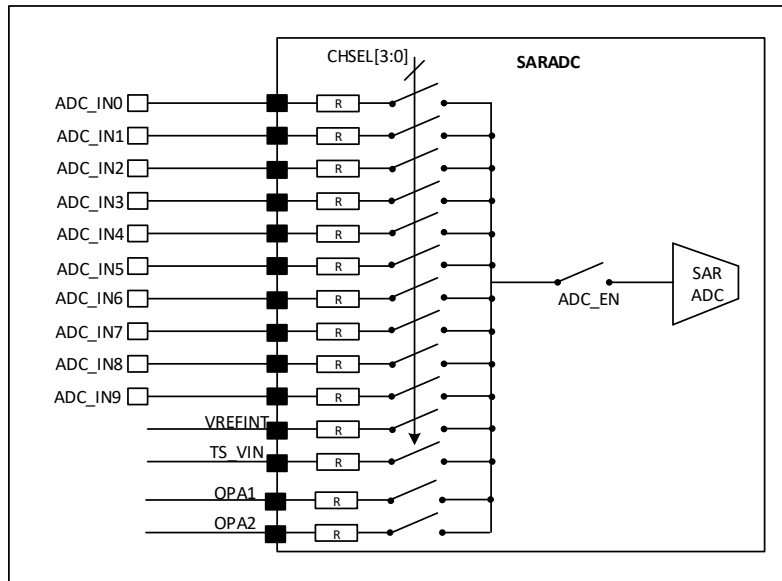 CHSEL[3:0]
SARADC
ADC_IN0
R
ADC_IN1
R
ADC_IN2
R
ADC_IN3
R
ADC_IN4
R
ADC_IN5
R
SAR
ADC
ADC_IN6
R
ADC_EN
ADC_IN7
R
ADC_IN8
R
ADC_IN9
R
VREFINT
R
TS_VIN
R
OPA1
R
OPA2
R